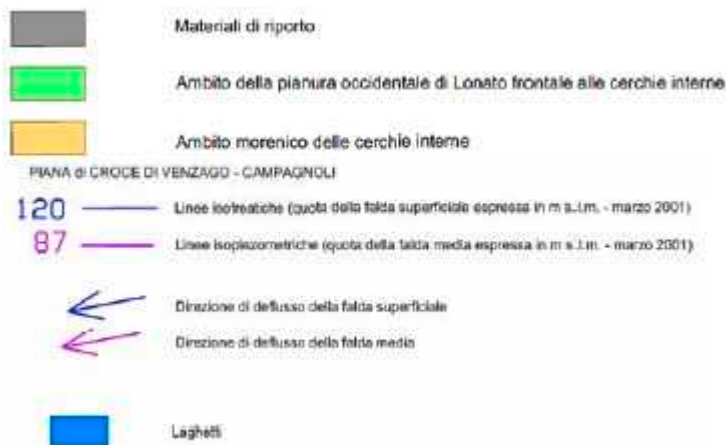 Materiali di riporto
Ambito della pianura occidentale di Lonato frontale alle cerchie interne
Ambito morenico delle cerchie interne
PIANA di CROCE DI VENZAGO - CAMPAGNOLI
120 Linee isofreatiche (quota della falda superficiale espressa in m s.l.m. - marzo 2001)
87 Linee isopiezometriche (quota della falda media espressa in m s.l.m. - marzo 2001)
Direzione di deflusso della falda superficiale
Direzione di deflusso della falda media
Laghetti